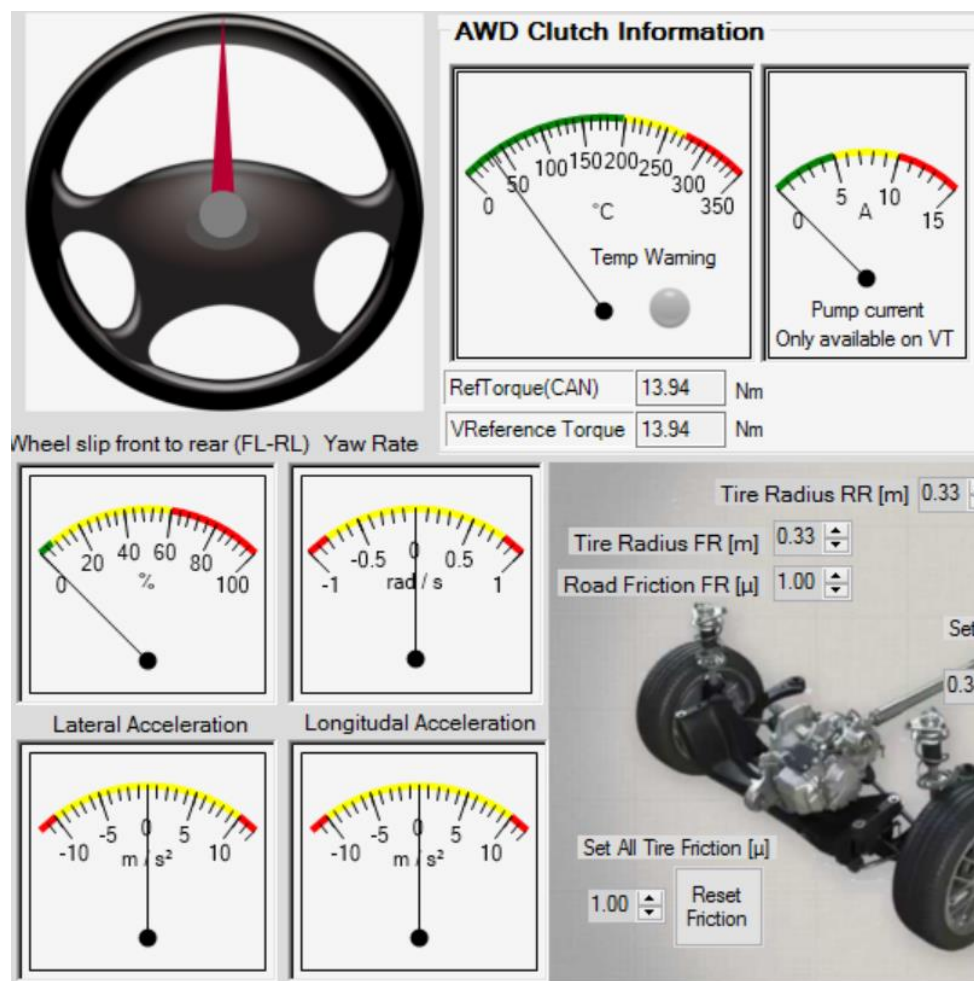 AWD Clutch Information
0 50 100 150 200 250 300 350
°C
Temp Warning
0 5 10 15
A
Pump current
Only available on VT
RefTorque(CAN) 13.94 Nm
VReference Torque 13.94 Nm
Wheel slip front to rear (FL-RL) Yaw Rate
0 20 40 60 80 100
%
-1 -0.5 0 0.5 1
rad / s
Tire Radius RR [m] 0.33
Tire Radius FR [m] 0.33
Road Friction FR [µ] 1.00
Set
0.3
Lateral Acceleration Longitudal Acceleration
-10 -5 0 5 10
m / s²
-10 -5 0 5 10
m / s²
Set All Tire Friction [µ]
1.00
Reset
Friction